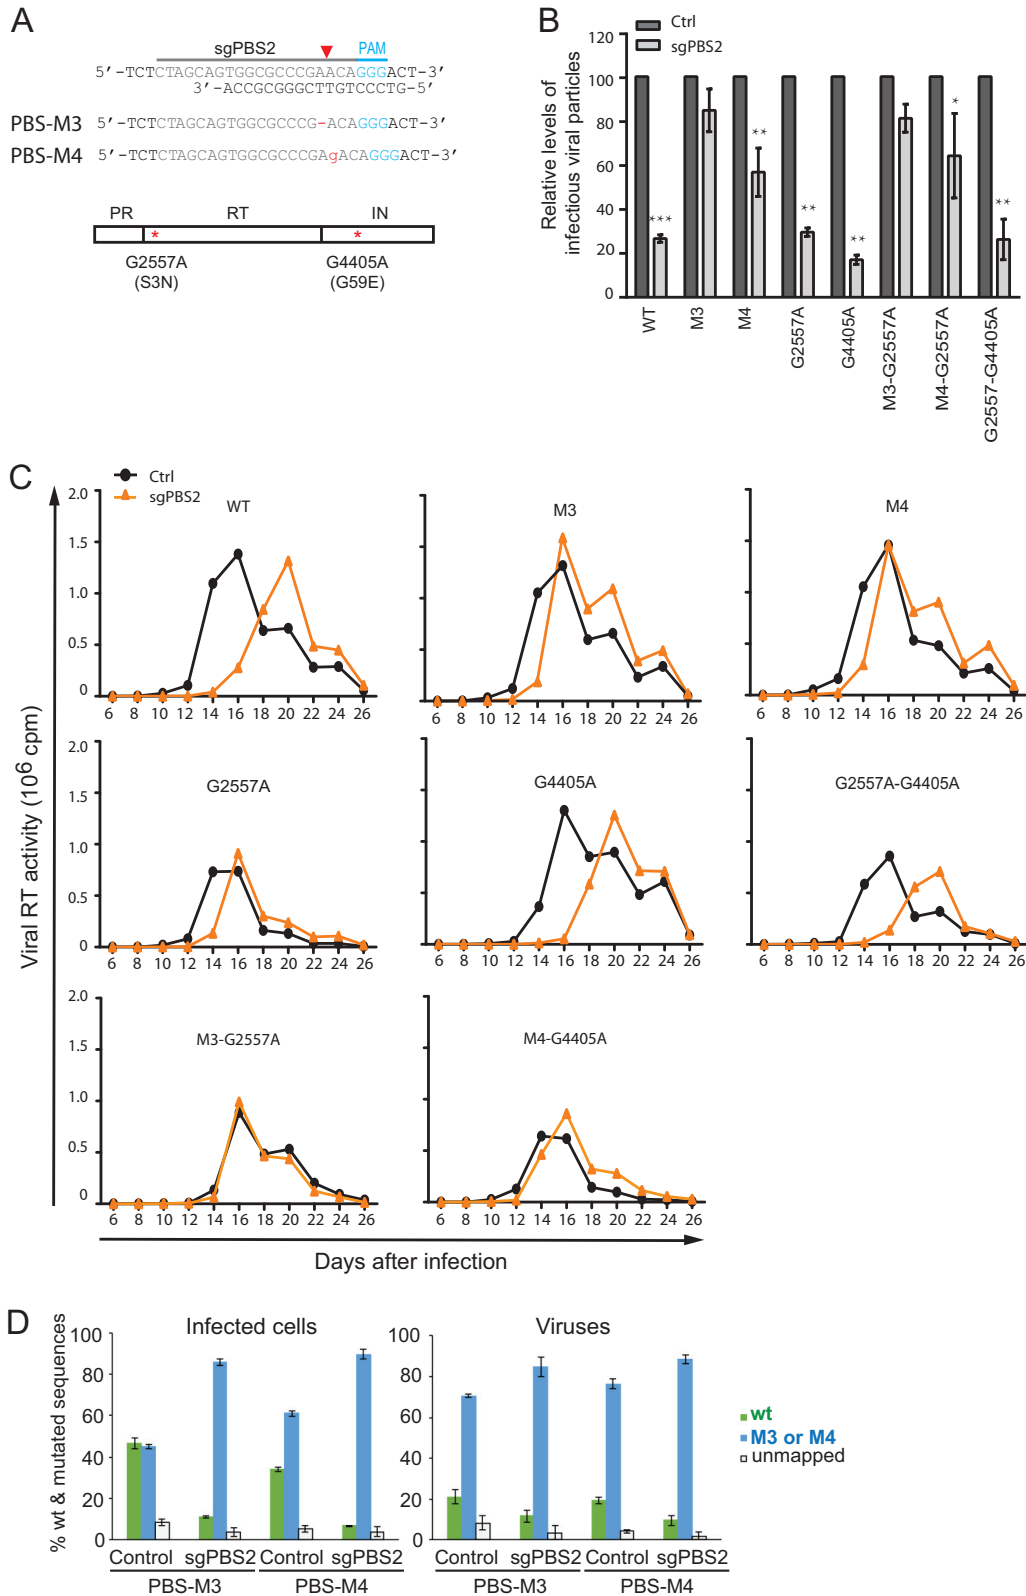 A
sgPBS2 PAM
5'-TCTCTAGCAGTGGCGCCCGAACAGGGACT-3'
3'-ACCGCGGGCTTGTCCCTG-5'
PBS-M3 5'-TCTCTAGCAGTGGCGCCCG-ACAGGGACT-3'
PBS-M4 5'-TCTCTAGCAGTGGCGCCCGAgACAGGGACT-3'
PR RT IN
* *
G2557A G4405A
(S3N) (G59E)
B
Ctrl
sgPBS2
Relative levels of
infectious viral particles
120
100
80
60
40
20
0
*** ** ** ** * **
WT M3 M4 G2557A G4405A M3-G2557A M4-G2557A G2557-G4405A
C
Ctrl
sgPBS2
Viral RT activity (10⁶ cpm)
WT M3 M4
2.0
1.5
1.0
0.5
0
6 8 10 12 14 16 18 20 22 24 26
6 8 10 12 14 16 18 20 22 24 26
6 8 10 12 14 16 18 20 22 24 26
G2557A G4405A G2557A-G4405A
2.0
1.5
1.0
0.5
0
6 8 10 12 14 16 18 20 22 24 26
6 8 10 12 14 16 18 20 22 24 26
6 8 10 12 14 16 18 20 22 24 26
M3-G2557A M4-G4405A
2.0
1.5
1.0
0.5
0
6 8 10 12 14 16 18 20 22 24 26
6 8 10 12 14 16 18 20 22 24 26
Days after infection
D
% wt & mutated sequences
Infected cells
100
80
60
40
20
0
Control sgPBS2 Control sgPBS2
PBS-M3 PBS-M4
Viruses
100
80
60
40
20
0
Control sgPBS2 Control sgPBS2
PBS-M3 PBS-M4
wt
M3 or M4
unmapped